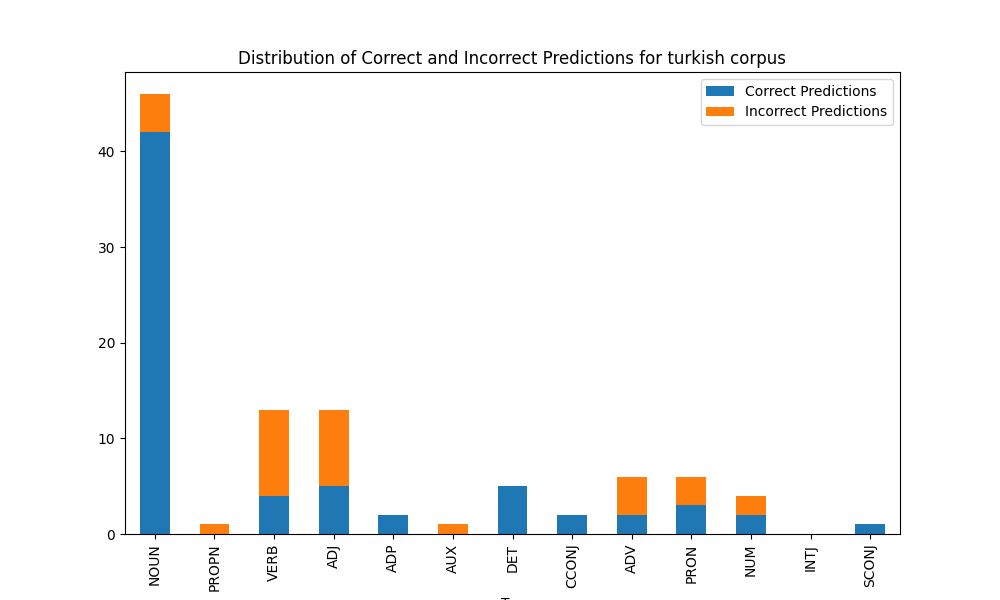 Distribution of Correct and Incorrect Predictions for turkish corpus
Correct Predictions
Incorrect Predictions
40
30
20
10
0
NOUN
PROPN
VERB
ADJ
ADP
AUX
DET
CCONJ
ADV
PRON
NUM
INTJ
SCONJ